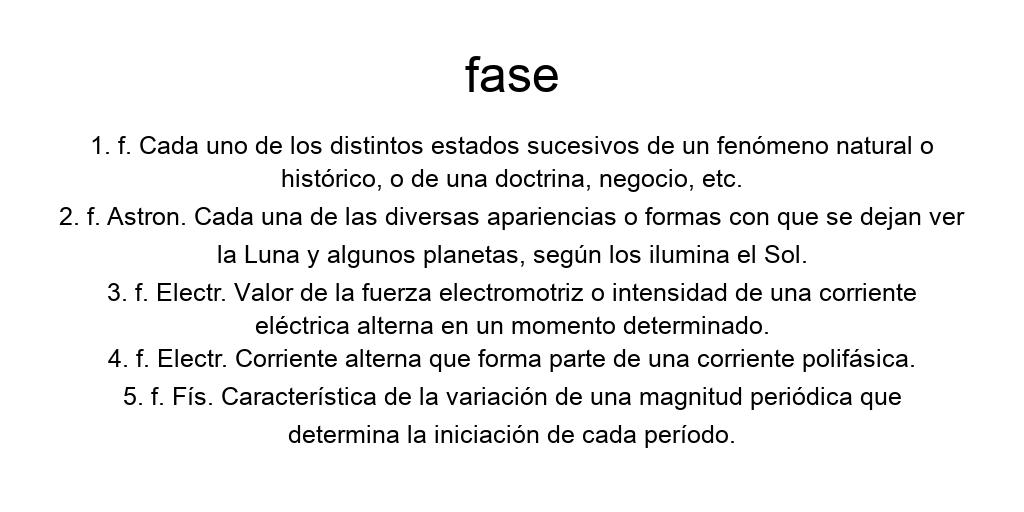 fase
1. f. Cada uno de los distintos estados sucesivos de un fenómeno natural o
histórico, o de una doctrina, negocio, etc.
2. f. Astron. Cada una de las diversas apariencias o formas con que se dejan ver
la Luna y algunos planetas, según los ilumina el Sol.
3. f. Electr. Valor de la fuerza electromotriz o intensidad de una corriente
eléctrica alterna en un momento determinado.
4. f. Electr. Corriente alterna que forma parte de una corriente polifásica.
5. f. Fís. Característica de la variación de una magnitud periódica que
determina la iniciación de cada período.